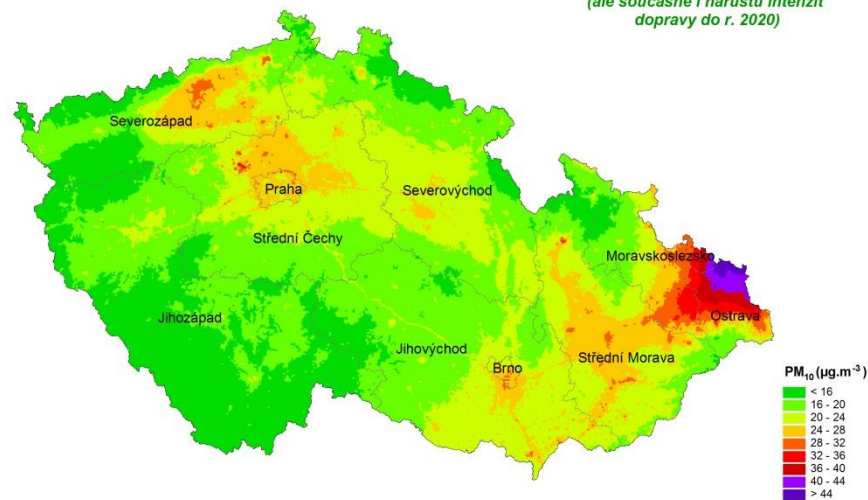 (ale současně i nárůstu intenzit
dopravy do r. 2020)
Severozápad
Praha
Severovýchod
Střední Čechy
Moravskoslezsko
Jihozápad
Ostrava
Jihovýchod
Střední Morava
Brno
PM10 (µg.m-3)
< 16
16 - 20
20 - 24
24 - 28
28 - 32
32 - 36
36 - 40
40 - 44
> 44